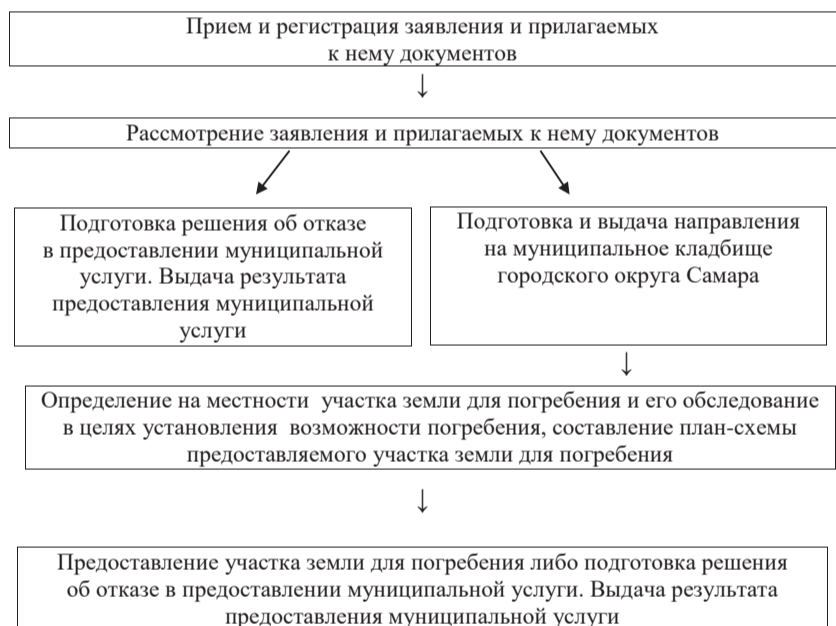 Прием и регистрация заявления и прилагаемых
к нему документов
Рассмотрение заявления и прилагаемых к нему документов
Подготовка решения об отказе
в предоставлении муниципальной
услуги. Выдача результата
предоставления муниципальной
услуги
Подготовка и выдача направления
на муниципальное кладбище
городского округа Самара
Определение на местности участка земли для погребения и его обследование
в целях установления возможности погребения, составление план-схемы
предоставляемого участка земли для погребения
Предоставление участка земли для погребения либо подготовка решения
об отказе в предоставлении муниципальной услуги. Выдача результата
предоставления муниципальной услуги